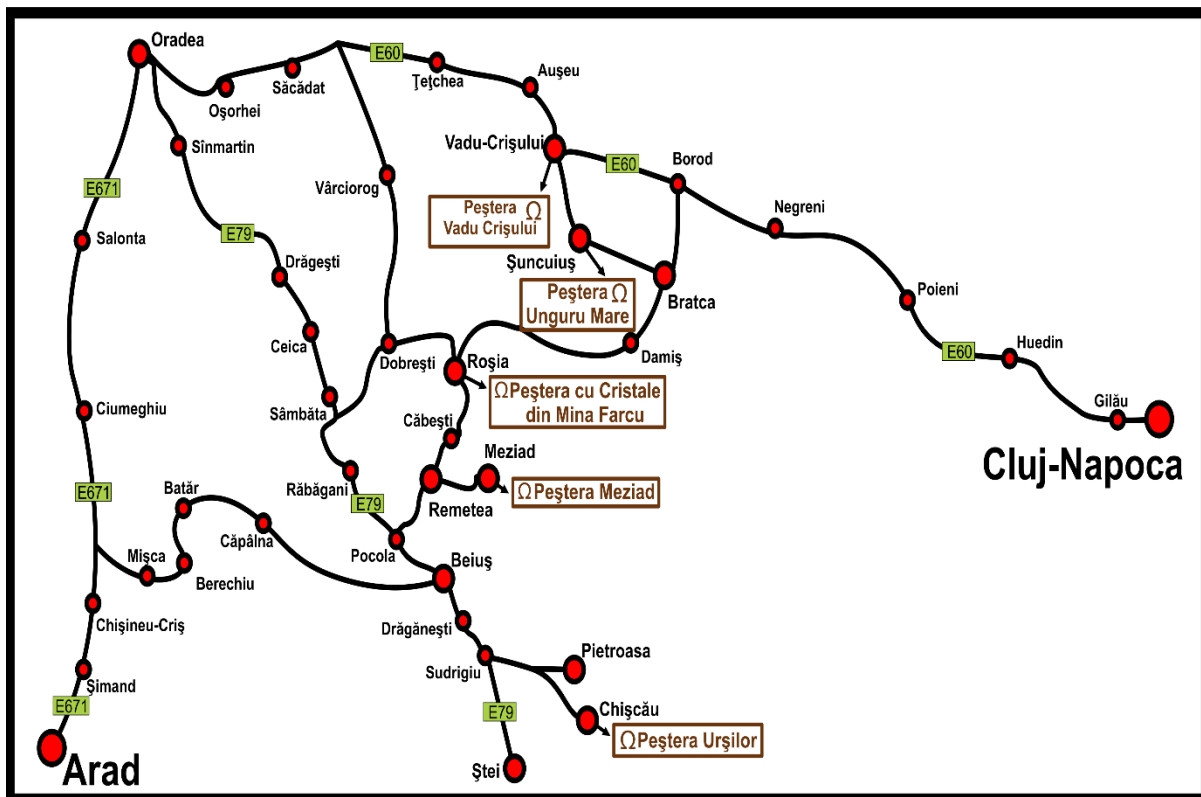 Oradea
E60
Ţeţchea
Auşeu
Săcădat
Oşorhei
Sînmartin
Vadu-Crişului
E60
Borod
Vârciorog
E671
Peştera Ω
Vadu Crişului
Negreni
Salonta
E79
Drăgeşti
Şuncuiuş
Peştera Ω
Unguru Mare
Bratca
Poieni
Ceica
Dobreşti
Roşia
Damiş
E60
Huedin
ΩPeştera cu Cristale
din Mina Farcu
Ciumeghiu
Sâmbăta
Căbeşti
Gilău
Cluj-Napoca
Meziad
E671
Batăr
Răbăgani
E79
Remetea
ΩPeştera Meziad
Căpâlna
Mişca
Berechiu
Pocola
Beiuş
Chişineu-Criş
Drăgăneşti
Sudrigiu
Pietroasa
Şimand
E671
E79
Chişcău
ΩPeştera Urşilor
Arad
Ştei